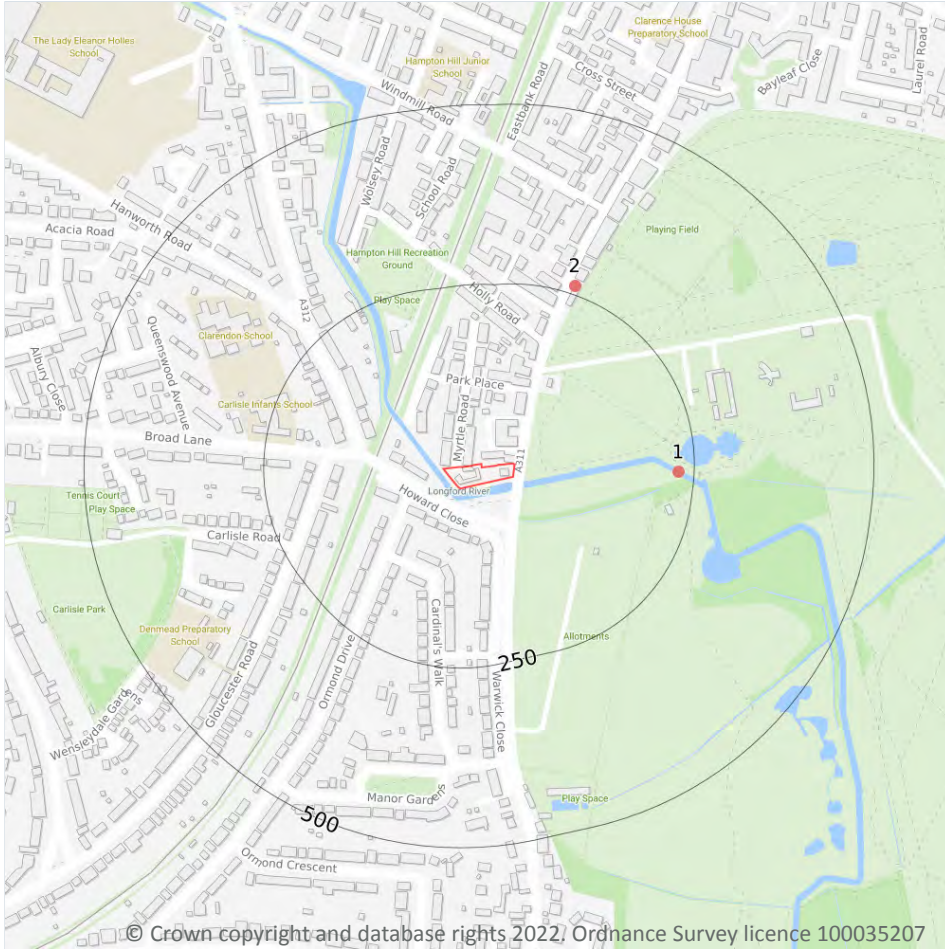 The Lady Eleanor Holles
School
Hampton Hill Junior
School
Clarence House
Preparatory School
Laurel Road
Bayleaf Close
Cross Street
Eastbank Road
Windmill Road
Wolsey Road
School Road
Hanworth Road
Acacia Road
Playing Field
Hampton Hill Recreation
Ground
2
Play Space
Holly Road
A312
Clarendon School
Queenswood Avenue
Albury Close
Park Place
Carlisle Infants School
Myrtle Road
Broad Lane
A311
1
Longford River
Tennis Court
Play Space
Howard Close
Carlisle Road
Carlisle Park
Denmead Preparatory
School
Cardinal's Walk
Allotments
250
Ormond Drive
Gloucester Road
Warwick Close
Wensleydale Gardens
Manor Gardens
Play Space
500
Ormond Crescent
© Crown copyright and database rights 2022. Ordnance Survey licence 100035207